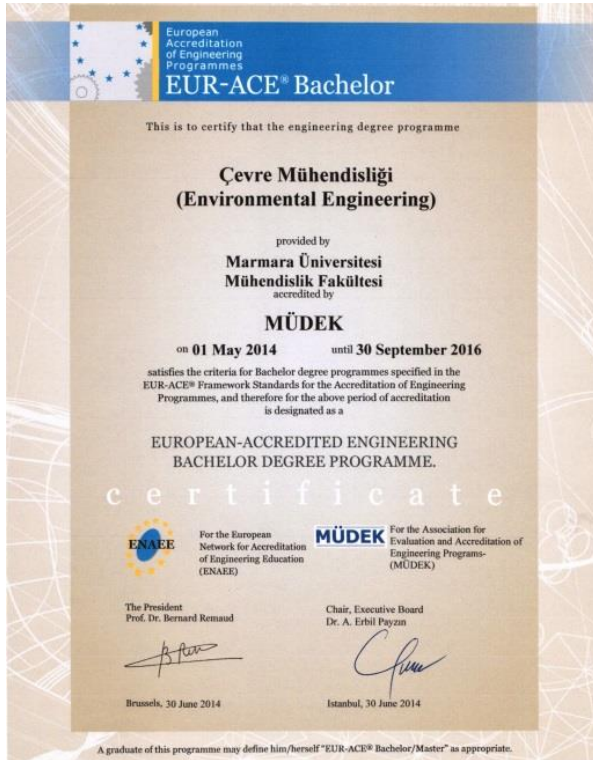 European
Accreditation
of Engineering
Programmes
EUR-ACE® Bachelor
This is to certify that the engineering degree programme
Çevre Mühendisliği
(Environmental Engineering)
provided by
Marmara Üniversitesi
Mühendislik Fakültesi
accredited by
MÜDEK
on 01 May 2014 until 30 September 2016
satisfies the criteria for Bachelor degree programmes specified in the
EUR-ACE® Framework Standards for the Accreditation of Engineering
Programmes, and therefore for the above period of accreditation
is designated as a
EUROPEAN-ACCREDITED ENGINEERING
BACHELOR DEGREE PROGRAMME.
certificate
ENAEE
For the European
Network for Accreditation
of Engineering Education
(ENAEE)
MÜDEK
For the Association for
Evaluation and Accreditation of
Engineering Programs-
(MÜDEK)
The President
Prof. Dr. Bernard Remaud
Chair, Executive Board
Dr. A. Erbil Payzın
Brussels, 30 June 2014
Istanbul, 30 June 2014
A graduate of this programme may define him/herself "EUR-ACE® Bachelor/Master" as appropriate.